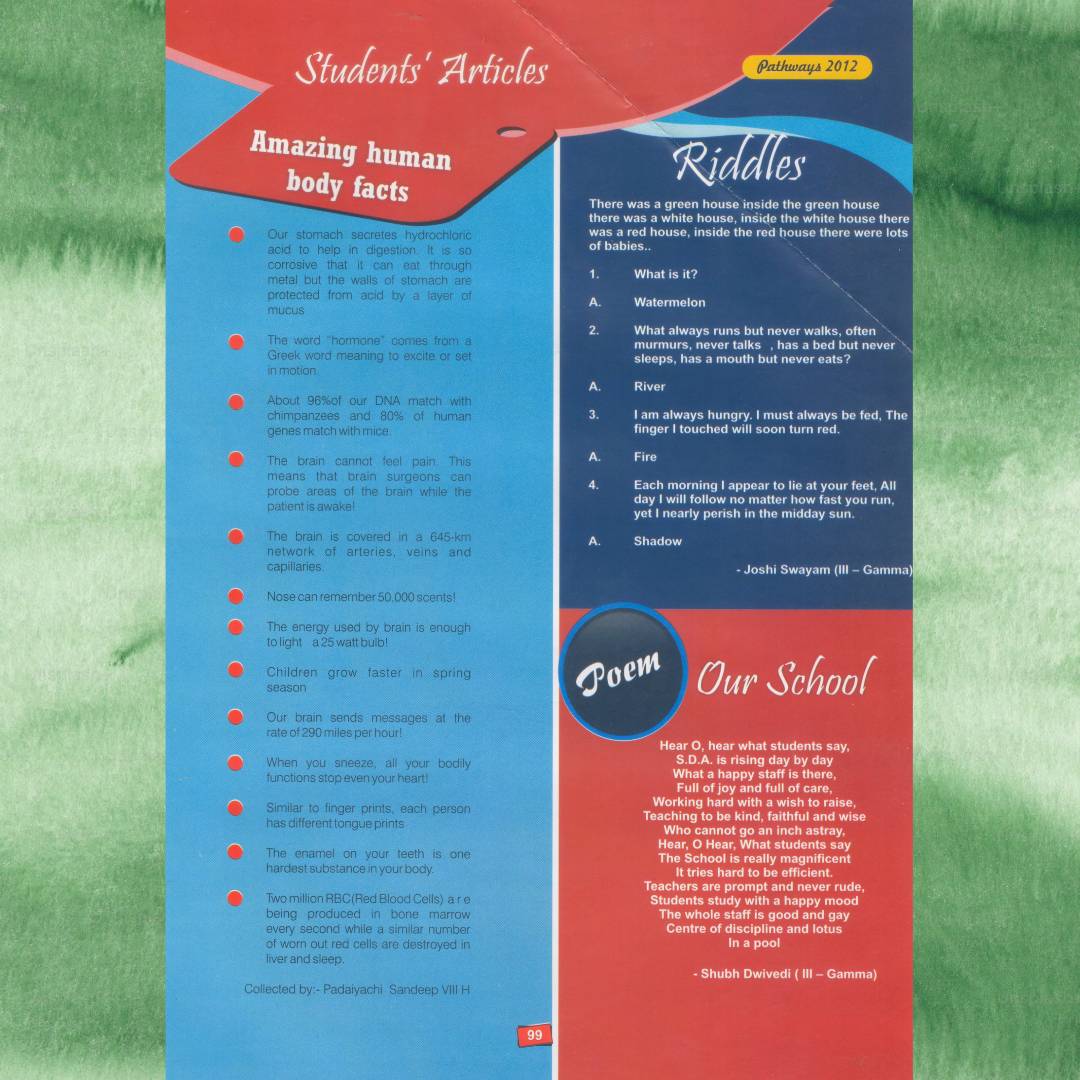 Students' Articles
Pathways 2012
Amazing human
body facts
Our stomach secretes hydrochloric
acid to help in digestion. It is so
corrosive that it can eat through
metal but the walls of stomach are
protected from acid by a layer of
mucus
The word "hormone" comes from a
Greek word meaning to excite or set
in motion.
About 96%of our DNA match with
chimpanzees and 80% of human
genes match with mice.
The brain cannot feel pain. This
means that brain surgeons can
probe areas of the brain while the
patient is awake!
The brain is covered in a 645-km
network of arteries, veins and
capillaries.
Nose can remember 50,000 scents!
The energy used by brain is enough
to light a 25 watt bulb!
Children grow faster in spring
season
Our brain sends messages at the
rate of 290 miles per hour!
When you sneeze, all your bodily
functions stop even your heart!
Similar to finger prints, each person
has different tongue prints
The enamel on your teeth is one
hardest substance in your body.
Two million RBC(Red Blood Cells) a r e
being produced in bone marrow
every second while a similar number
of worn out red cells are destroyed in
liver and sleep.
Collected by:- Padaiyachi Sandeep VIII H
99
Riddles
There was a green house inside the green house
there was a white house, inside the white house there
was a red house, inside the red house there were lots
of babies..
1. What is it?
A. Watermelon
2. What always runs but never walks, often
murmurs, never talks , has a bed but never
sleeps, has a mouth but never eats?
A. River
3. I am always hungry. I must always be fed, The
finger I touched will soon turn red.
A. Fire
4. Each morning I appear to lie at your feet, All
day I will follow no matter how fast you run,
yet I nearly perish in the midday sun.
A. Shadow
- Joshi Swayam (III – Gamma)
Poem
Our School
Hear O, hear what students say,
S.D.A. is rising day by day
What a happy staff is there,
Full of joy and full of care,
Working hard with a wish to raise,
Teaching to be kind, faithful and wise
Who cannot go an inch astray,
Hear, O Hear, What students say
The School is really magnificent
It tries hard to be efficient.
Teachers are prompt and never rude,
Students study with a happy mood
The whole staff is good and gay
Centre of discipline and lotus
In a pool
- Shubh Dwivedi ( III – Gamma)